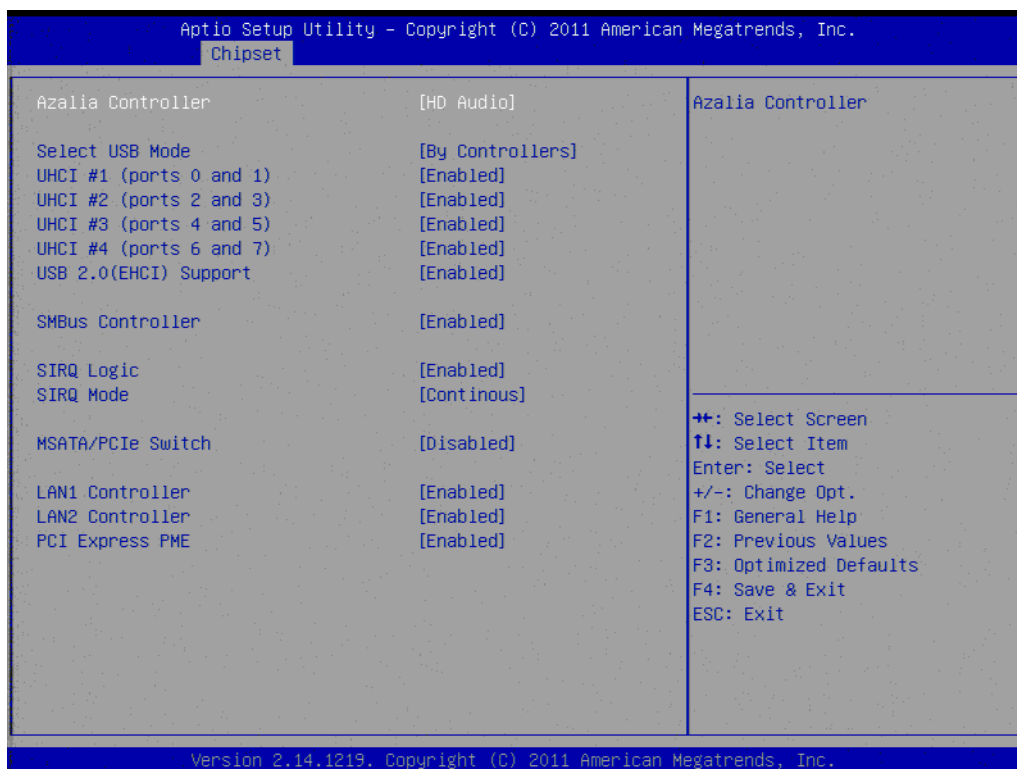 Aptio Setup Utility – Copyright (C) 2011 American Megatrends, Inc.
Chipset
Azalia Controller [HD Audio]
Select USB Mode [By Controllers]
UHCI #1 (ports 0 and 1) [Enabled]
UHCI #2 (ports 2 and 3) [Enabled]
UHCI #3 (ports 4 and 5) [Enabled]
UHCI #4 (ports 6 and 7) [Enabled]
USB 2.0(EHCI) Support [Enabled]
SMBus Controller [Enabled]
SIRQ Logic [Enabled]
SIRQ Mode [Continous]
MSATA/PCIe Switch [Disabled]
LAN1 Controller [Enabled]
LAN2 Controller [Enabled]
PCI Express PME [Enabled]
Azalia Controller
→←: Select Screen
↑↓: Select Item
Enter: Select
+/-: Change Opt.
F1: General Help
F2: Previous Values
F3: Optimized Defaults
F4: Save & Exit
ESC: Exit
Version 2.14.1219. Copyright (C) 2011 American Megatrends, Inc.